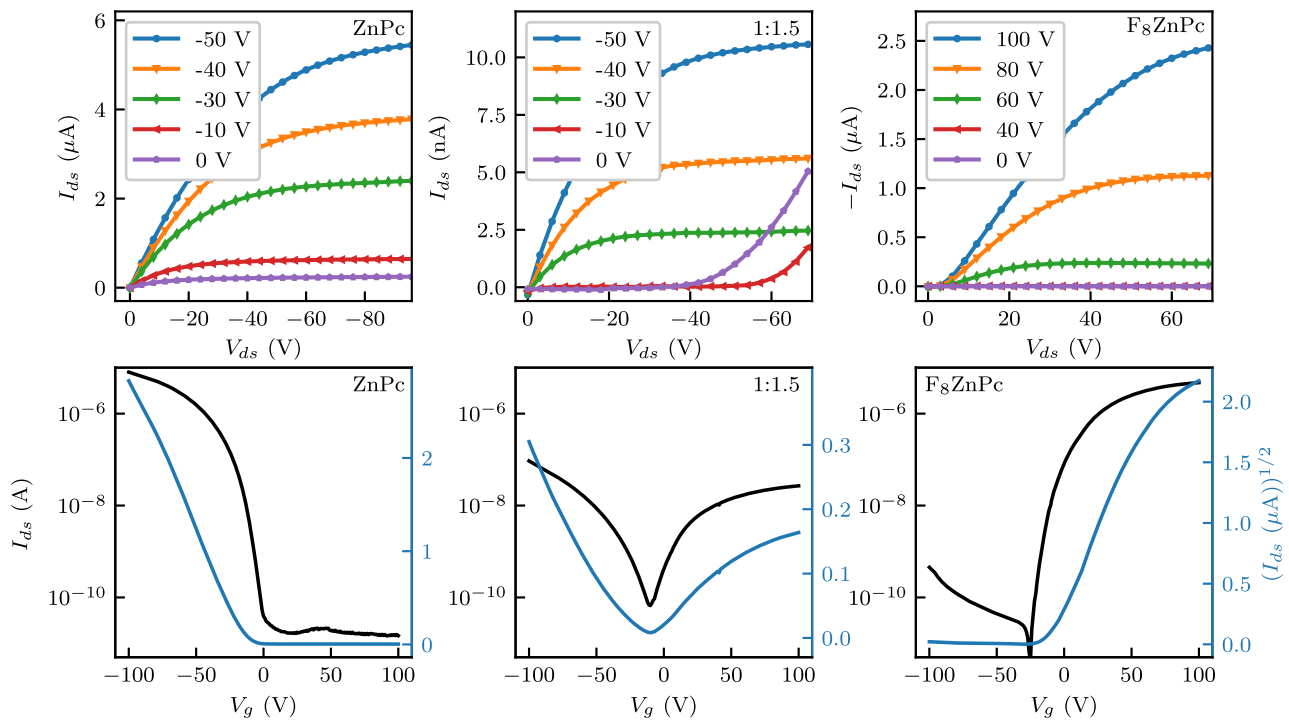 ZnPc
6
4
2
0
I_ds (μA)
-50 V
-40 V
-30 V
-10 V
0 V
0
−20
−40
−60
−80
V_ds (V)
1:1.5
10.0
7.5
5.0
2.5
0.0
I_ds (nA)
-50 V
-40 V
-30 V
-10 V
0 V
0
−20
−40
−60
V_ds (V)
F₈ZnPc
2.5
2.0
1.5
1.0
0.5
0.0
−I_ds (μA)
100 V
80 V
60 V
40 V
0 V
0
20
40
60
V_ds (V)
ZnPc
10⁻⁶
10⁻⁸
10⁻¹⁰
I_ds (A)
2
1
0
−100
−50
0
50
100
V_g (V)
1:1.5
10⁻⁶
10⁻⁸
10⁻¹⁰
0.3
0.2
0.1
0.0
−100
−50
0
50
100
V_g (V)
F₈ZnPc
10⁻⁶
10⁻⁸
10⁻¹⁰
2.0
1.5
1.0
0.5
0.0
(I_ds (μA))^1/2
−100
−50
0
50
100
V_g (V)